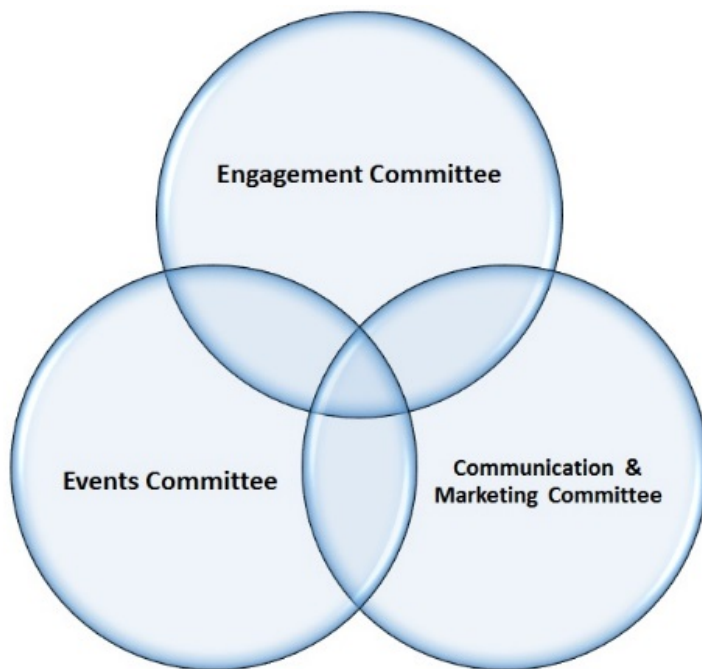 Engagement Committee
Events Committee
Communication &
Marketing Committee